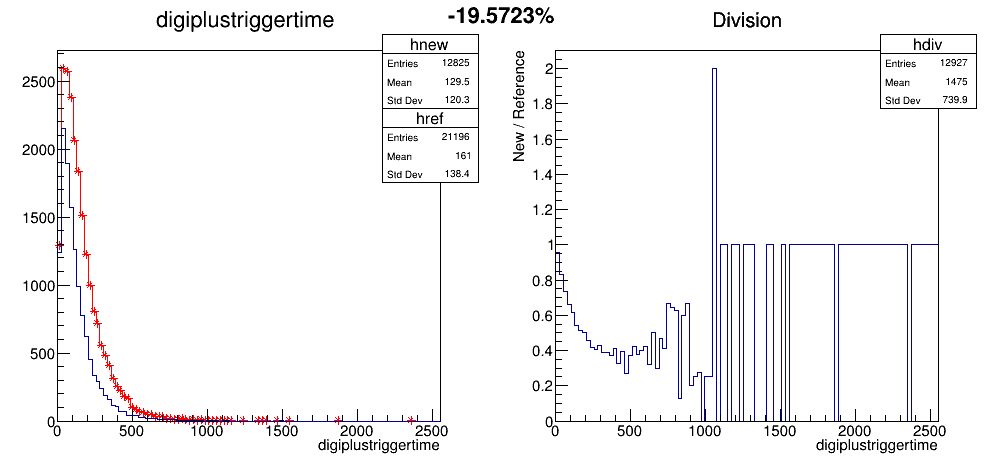 -19.5723%
digiplustriggertime
hnew
Entries 12825
Mean 129.5
Std Dev 120.3
href
Entries 21196
Mean 161
Std Dev 138.4
2500
2000
1500
1000
500
0
0 500 1000 1500 2000 2500
digiplustriggertime
Division
hdiv
Entries 12927
Mean 1475
Std Dev 739.9
New / Reference
2
1.8
1.6
1.4
1.2
1
0.8
0.6
0.4
0.2
0
0 500 1000 1500 2000 2500
digiplustriggertime